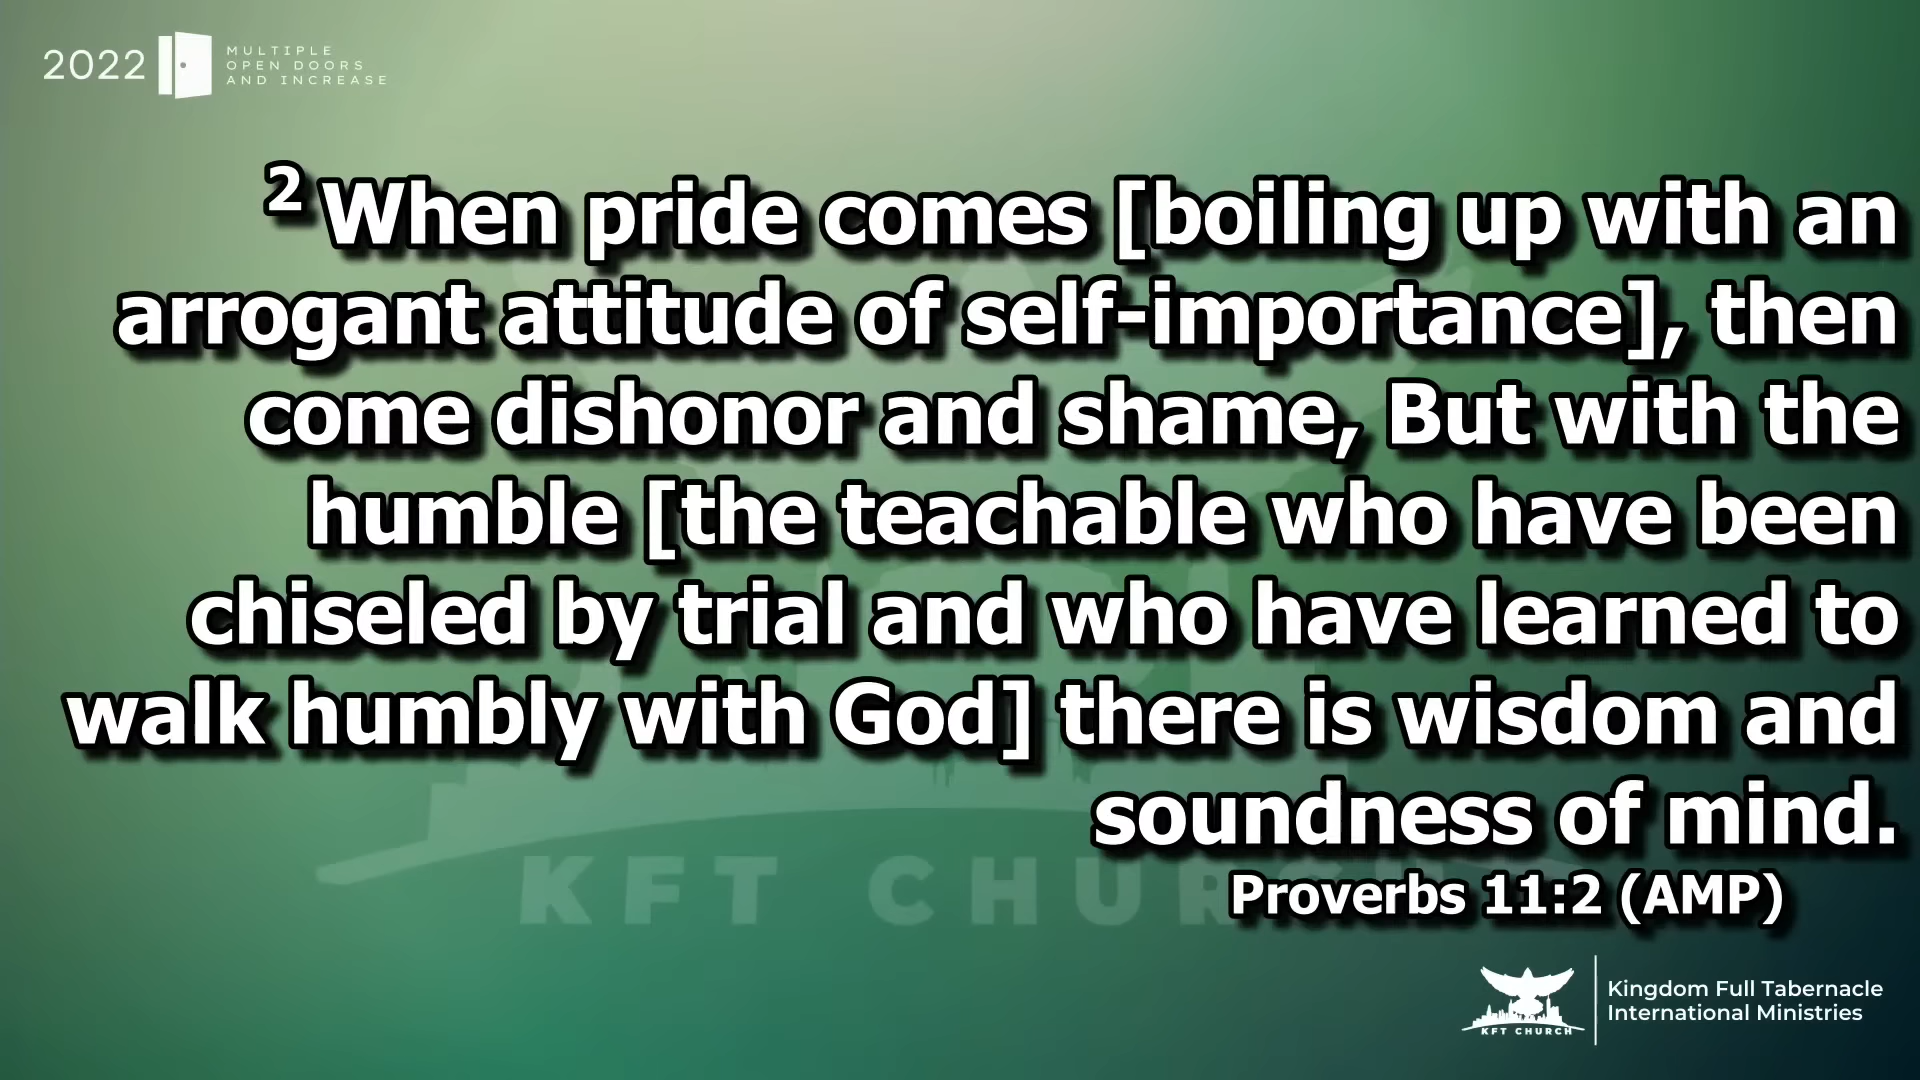 2022
MULTIPLE
OPEN DOORS
AND INCREASE
2 When pride comes [boiling up with an
arrogant attitude of self-importance], then
come dishonor and shame, But with the
humble [the teachable who have been
chiseled by trial and who have learned to
walk humbly with God] there is wisdom and
soundness of mind.
KFT CHURCH
Proverbs 11:2 (AMP)
KFT CHURCH
Kingdom Full Tabernacle
International Ministries